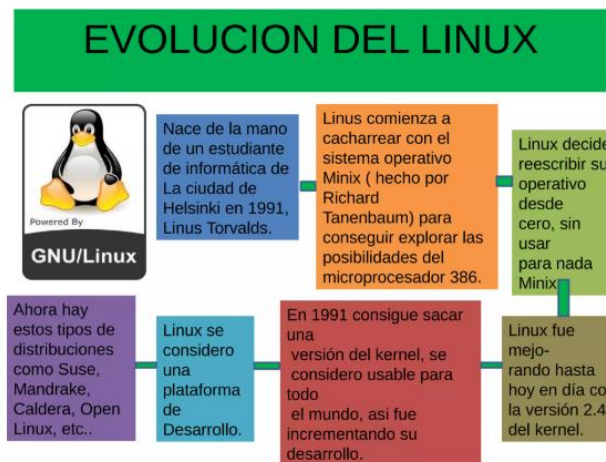 EVOLUCION DEL LINUX
Powered By
GNU/Linux
Nace de la mano
de un estudiante
de informática de
La ciudad de
Helsinki en 1991,
Linus Torvalds.
Linus comienza a
cacharrear con el
sistema operativo
Minix ( hecho por
Richard
Tanenbaum) para
conseguir explorar las
posibilidades del
microprocesador 386.
Linux decide
reescribir su
operativo
desde
cero, sin
usar
para nada
Minix
Linux fue
mejo-
rando hasta
hoy en día co
la versión 2.4
del kernel.
En 1991 consigue sacar
una
versión del kernel, se
considero usable para
todo
el mundo, asi fue
incrementando su
desarrollo.
Linux se
considero
una
plataforma
de
Desarrollo.
Ahora hay
estos tipos de
distribuciones
como Suse,
Mandrake,
Caldera, Open
Linux, etc..